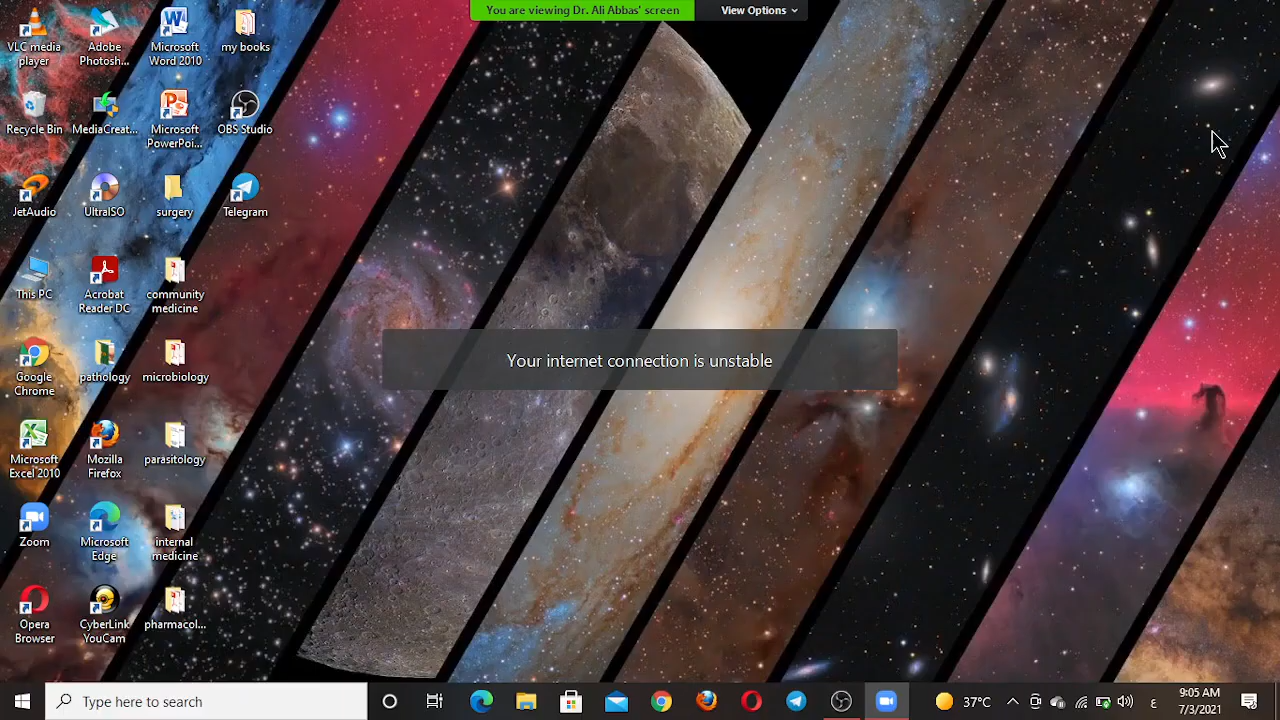 You are viewing Dr. Ali Abbas' screen
View Options
VLC media
player
Adobe
Photosh...
Microsoft
Word 2010
my books
Recycle Bin
MediaCreat...
Microsoft
PowerPoi...
OBS Studio
JetAudio
UltraISO
surgery
Telegram
This PC
Acrobat
Reader DC
community
medicine
Your internet connection is unstable
Google
Chrome
pathology
microbiology
Microsoft
Excel 2010
Mozilla
Firefox
parasitology
Zoom
Microsoft
Edge
internal
medicine
Opera
Browser
CyberLink
YouCam
pharmacol...
Type here to search
37°C
ع
9:05 AM
7/3/2021